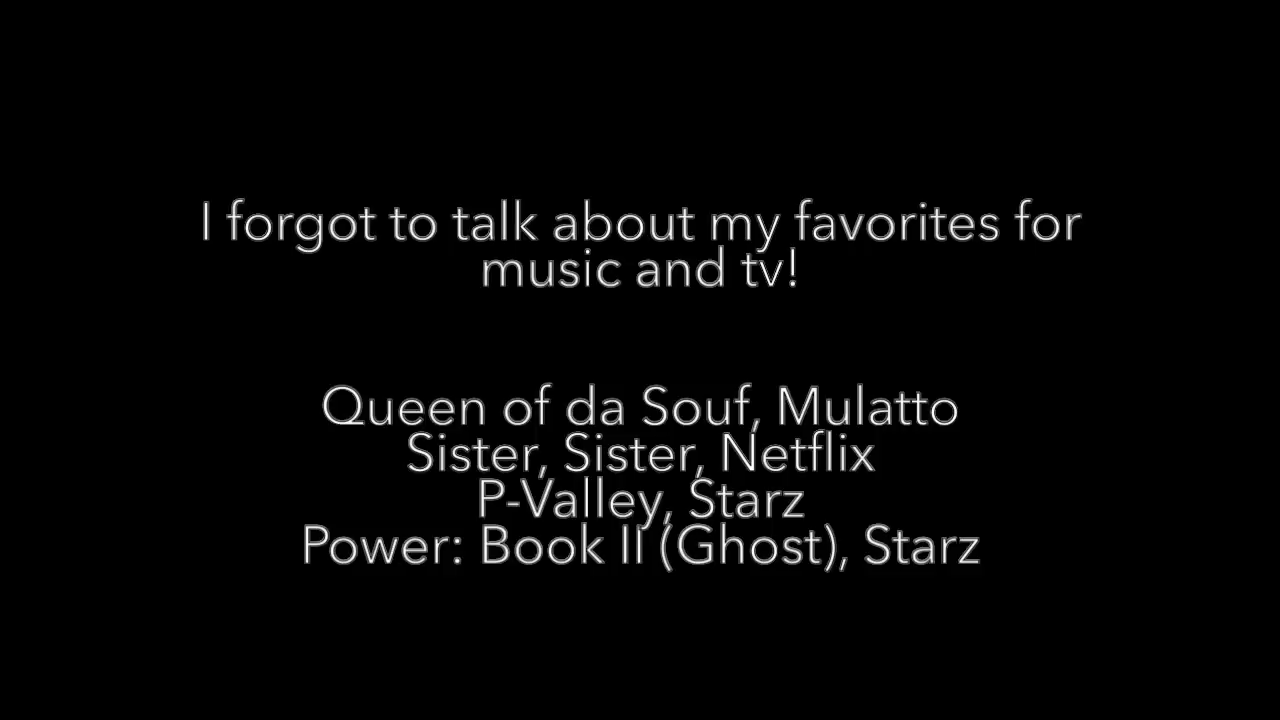 I forgot to talk about my favorites for
music and tv!
Queen of da Souf, Mulatto
Sister, Sister, Netflix
P-Valley, Starz
Power: Book II (Ghost), Starz